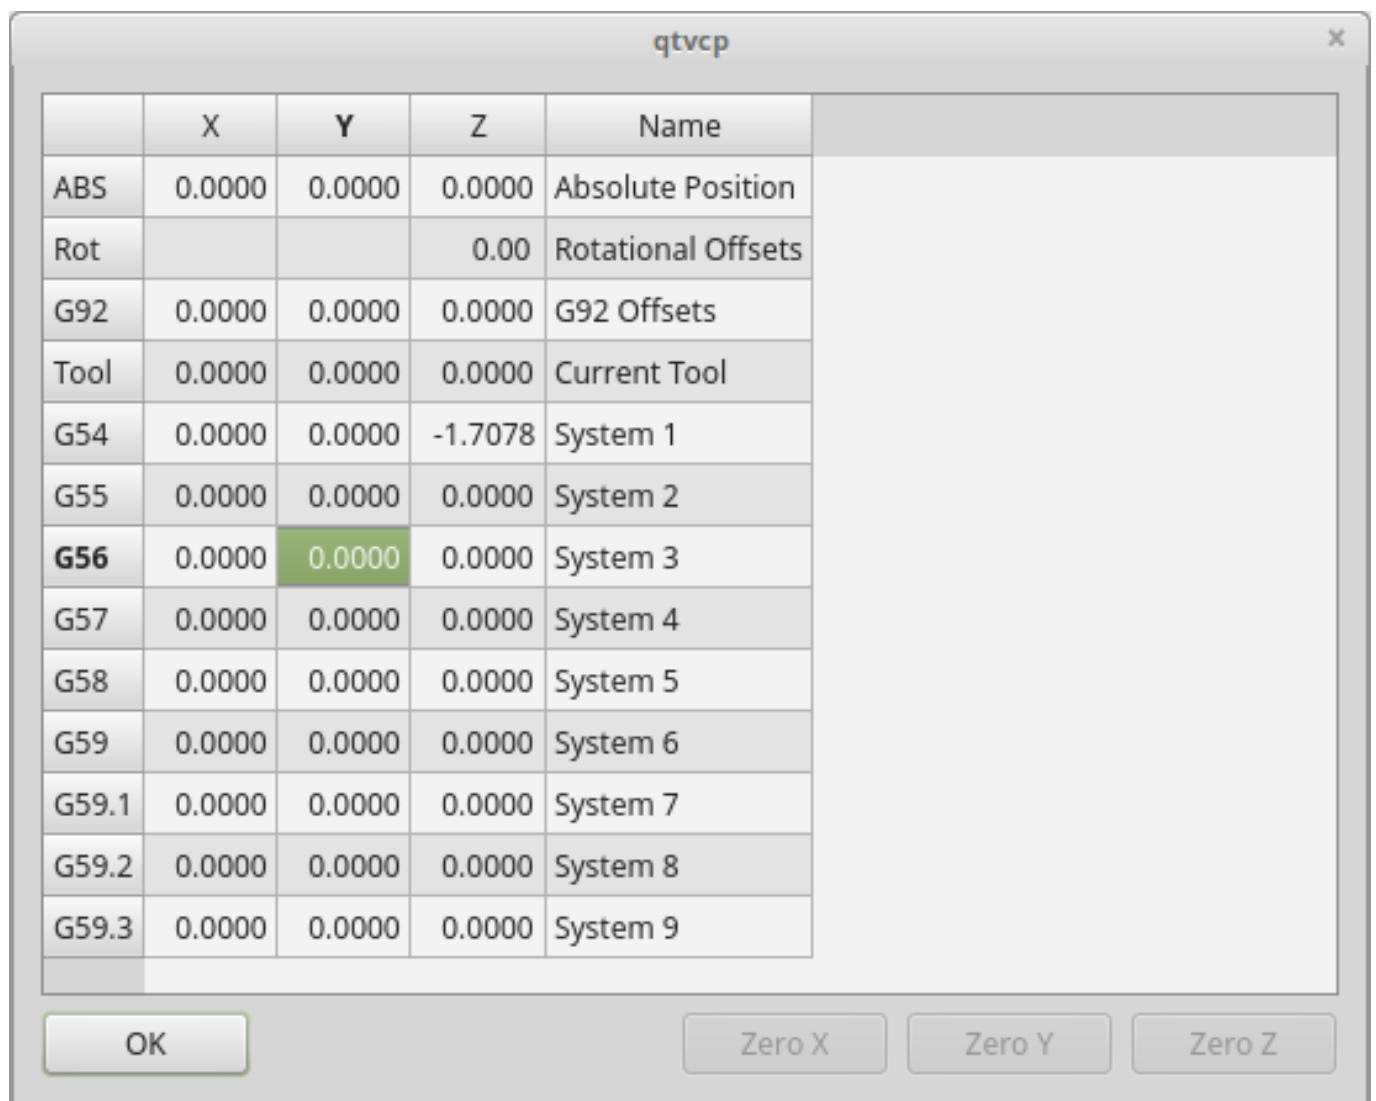 qtvcp ×
X Y Z Name
ABS 0.0000 0.0000 0.0000 Absolute Position
Rot 0.00 Rotational Offsets
G92 0.0000 0.0000 0.0000 G92 Offsets
Tool 0.0000 0.0000 0.0000 Current Tool
G54 0.0000 0.0000 -1.7078 System 1
G55 0.0000 0.0000 0.0000 System 2
G56 0.0000 0.0000 0.0000 System 3
G57 0.0000 0.0000 0.0000 System 4
G58 0.0000 0.0000 0.0000 System 5
G59 0.0000 0.0000 0.0000 System 6
G59.1 0.0000 0.0000 0.0000 System 7
G59.2 0.0000 0.0000 0.0000 System 8
G59.3 0.0000 0.0000 0.0000 System 9
OK Zero X Zero Y Zero Z